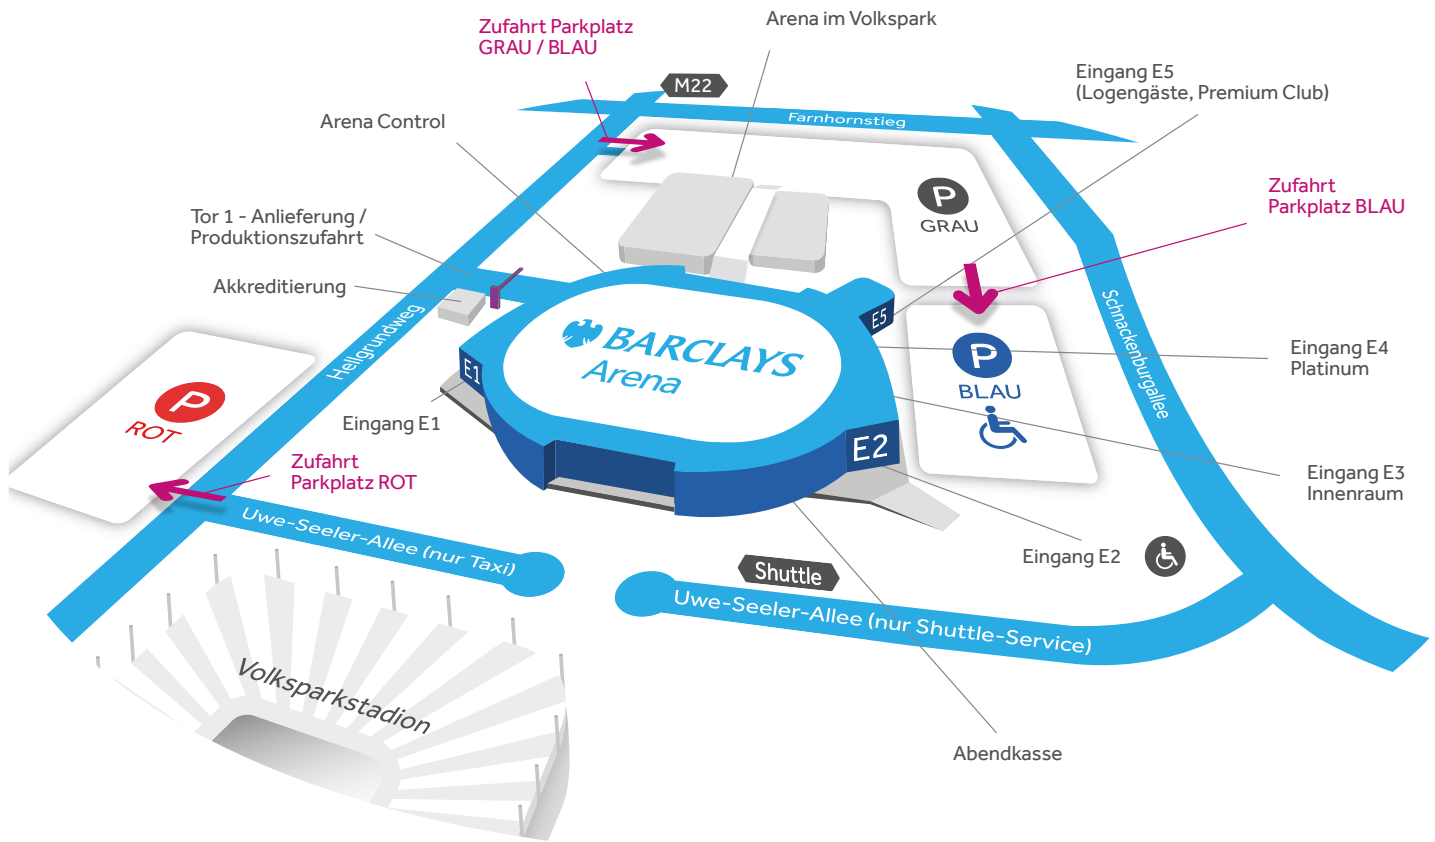 Zufahrt Parkplatz
GRAU / BLAU
Arena im Volkspark
M22
Eingang E5
(Logengäste, Premium Club)
Farnhornstieg
Arena Control
Zufahrt
Parkplatz BLAU
P
GRAU
Tor 1 - Anlieferung /
Produktionszufahrt
Akkreditierung
Hellgrundweg
Schnackenburgallee
E5
BARCLAYS
Arena
P
BLAU
Eingang E4
Platinum
E1
P
ROT
Eingang E1
E2
Zufahrt
Parkplatz ROT
Eingang E3
Innenraum
Uwe-Seeler-Allee (nur Taxi)
Eingang E2
Shuttle
Uwe-Seeler-Allee (nur Shuttle-Service)
Volksparkstadion
Abendkasse